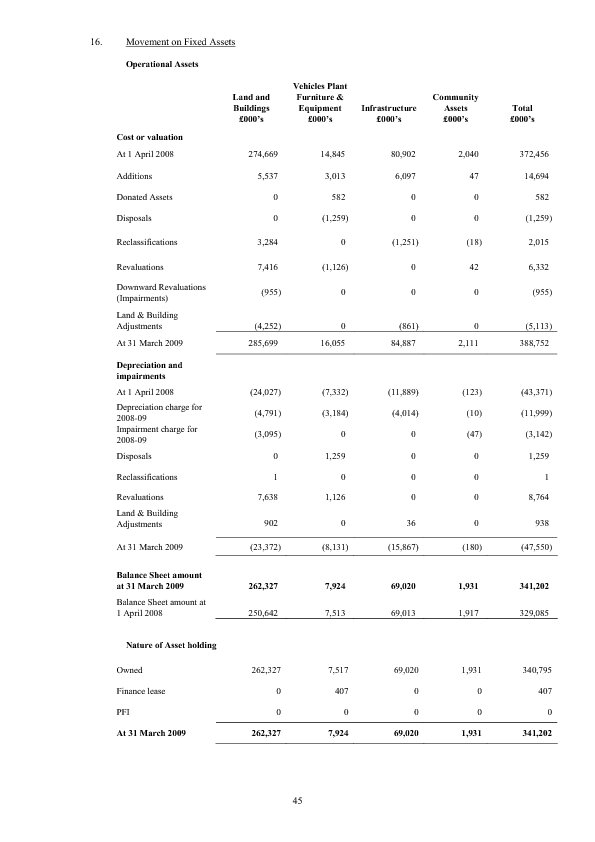 16. Movement on Fixed Assets
Operational Assets
Vehicles Plant
Land and Furniture & Community
Buildings Equipment Infrastructure Assets Total
£000's £000's £000's £000's £000's
Cost or valuation
At 1 April 2008 274,669 14,845 80,902 2,040 372,456
Additions 5,537 3,013 6,097 47 14,694
Donated Assets 0 582 0 0 582
Disposals 0 (1,259) 0 0 (1,259)
Reclassifications 3,284 0 (1,251) (18) 2,015
Revaluations 7,416 (1,126) 0 42 6,332
Downward Revaluations
(Impairments) (955) 0 0 0 (955)
Land & Building
Adjustments (4,252) 0 (861) 0 (5,113)
At 31 March 2009 285,699 16,055 84,887 2,111 388,752
Depreciation and
impairments
At 1 April 2008 (24,027) (7,332) (11,889) (123) (43,371)
Depreciation charge for
2008-09 (4,791) (3,184) (4,014) (10) (11,999)
Impairment charge for
2008-09 (3,095) 0 0 (47) (3,142)
Disposals 0 1,259 0 0 1,259
Reclassifications 1 0 0 0 1
Revaluations 7,638 1,126 0 0 8,764
Land & Building
Adjustments 902 0 36 0 938
At 31 March 2009 (23,372) (8,131) (15,867) (180) (47,550)
Balance Sheet amount
at 31 March 2009 262,327 7,924 69,020 1,931 341,202
Balance Sheet amount at
1 April 2008 250,642 7,513 69,013 1,917 329,085
Nature of Asset holding
Owned 262,327 7,517 69,020 1,931 340,795
Finance lease 0 407 0 0 407
PFI 0 0 0 0 0
At 31 March 2009 262,327 7,924 69,020 1,931 341,202
45